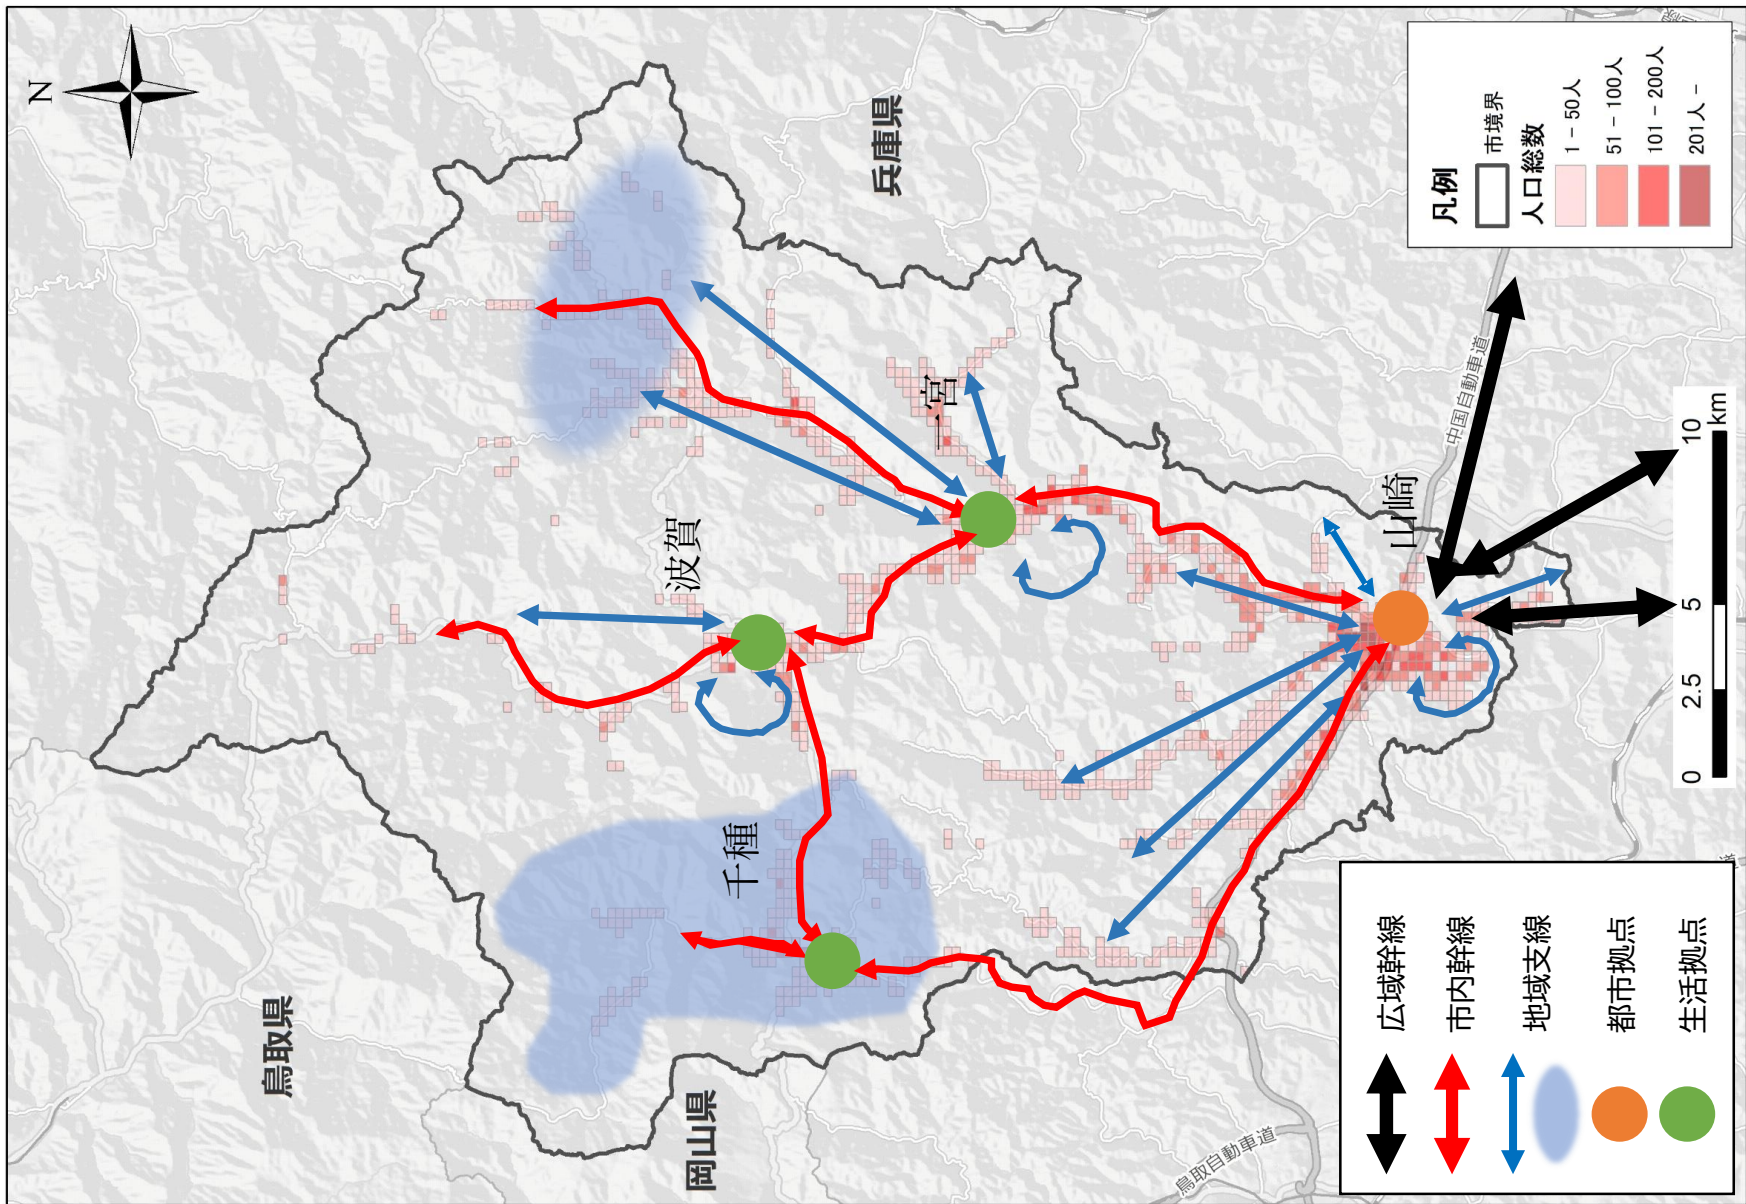 N
鳥取県
岡山県
兵庫県
千種
波賀
一宮
山崎
中国自動車道
鳥取自動車道
凡例
市境界
人口総数
1 - 50人
51 - 100人
101 - 200人
201人 -
0 2.5 5 10
km
広域幹線
市内幹線
地域支線
都市拠点
生活拠点
道